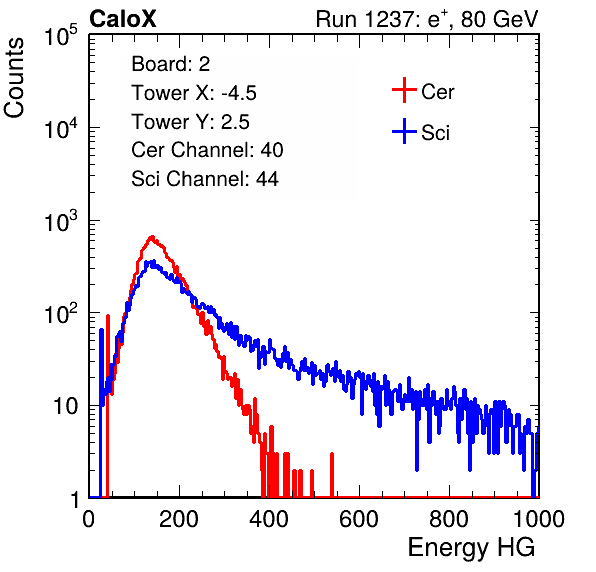 CaloX Run 1237: e+, 80 GeV
Counts
10^5
10^4
10^3
10^2
10
1
Board: 2
Tower X: -4.5
Tower Y: 2.5
Cer Channel: 40
Sci Channel: 44
Cer
Sci
0 200 400 600 800 1000
Energy HG